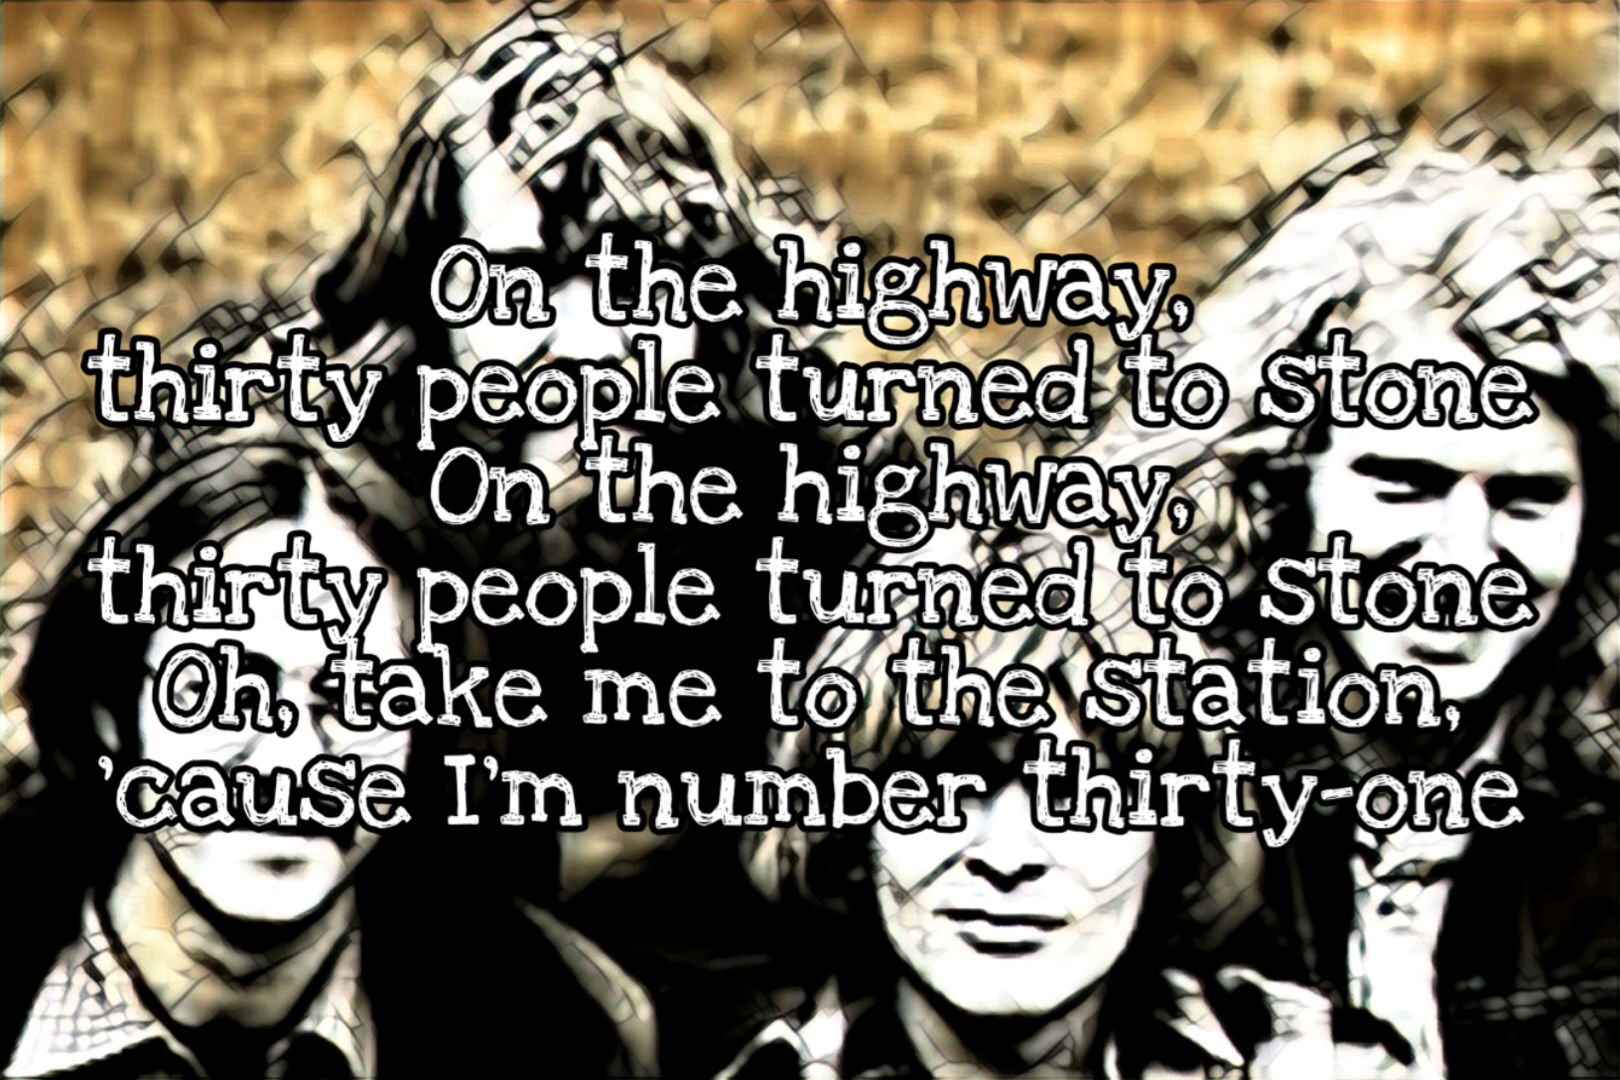 On the highway,
thirty people turned to stone
On the highway,
thirty people turned to stone
Oh, take me to the station,
'cause I'm number thirty-one